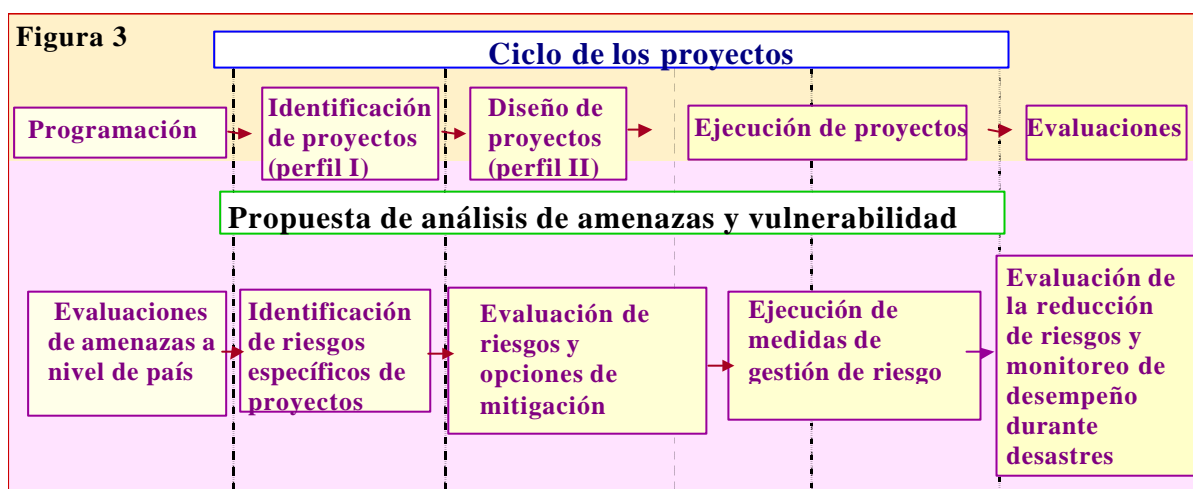 Figura 3
Ciclo de los proyectos
Programación
Identificación
de proyectos
(perfil I)
Diseño de
proyectos
(perfil II)
Ejecución de proyectos
Evaluaciones
Propuesta de análisis de amenazas y vulnerabilidad
Evaluaciones
de amenazas a
nivel de país
Identificación
de riesgos
específicos de
proyectos
Evaluación de
riesgos y
opciones de
mitigación
Ejecución de
medidas de
gestión de riesgo
Evaluación de
la reducción
de riesgos y
monitoreo de
desempeño
durante
desastres